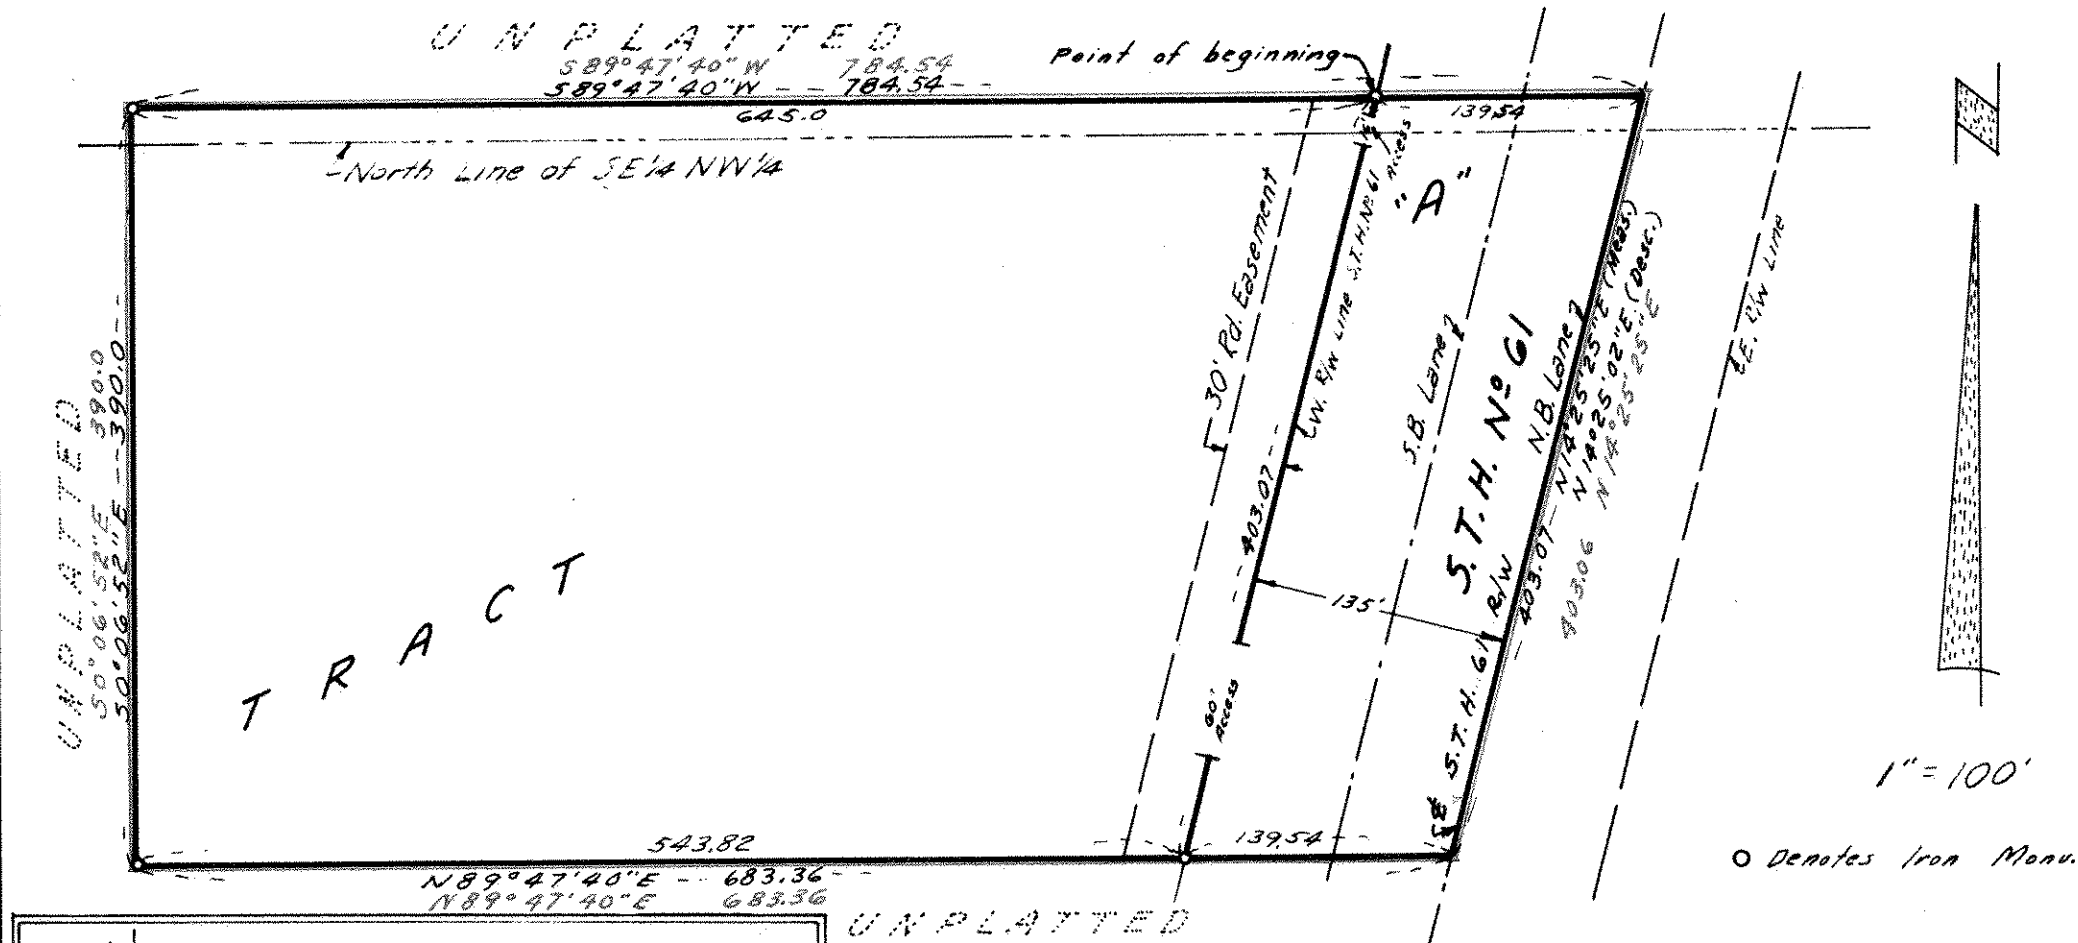 UNPLATTED
S89°47'40"W 784.54
S89°47'40"W -- 784.54 --
645.0
Point of beginning
139.54
North Line of SE¼ NW¼
UNPLATTED
S0°06'52"E 390.0
S0°06'52"E -- 390.0 --
TRACT
"A"
30' Rd. Easement
Access
W. R/W Line S.T.H. Nº 61
403.07
60'
Access
135'
S.B. Lane
S.T.H. Nº 61
N.B. Lane
N14°25'25"E (Meas.)
N14°25'02"E (Desc.)
N14°25'25"E
403.07
403.06
S.T.H. 61 R/W
E. R/W Line
543.82
139.54
N89°47'40"E -- 683.36 --
N89°47'40"E 683.36
UNPLATTED
N
1" = 100'
O Denotes Iron Monu.